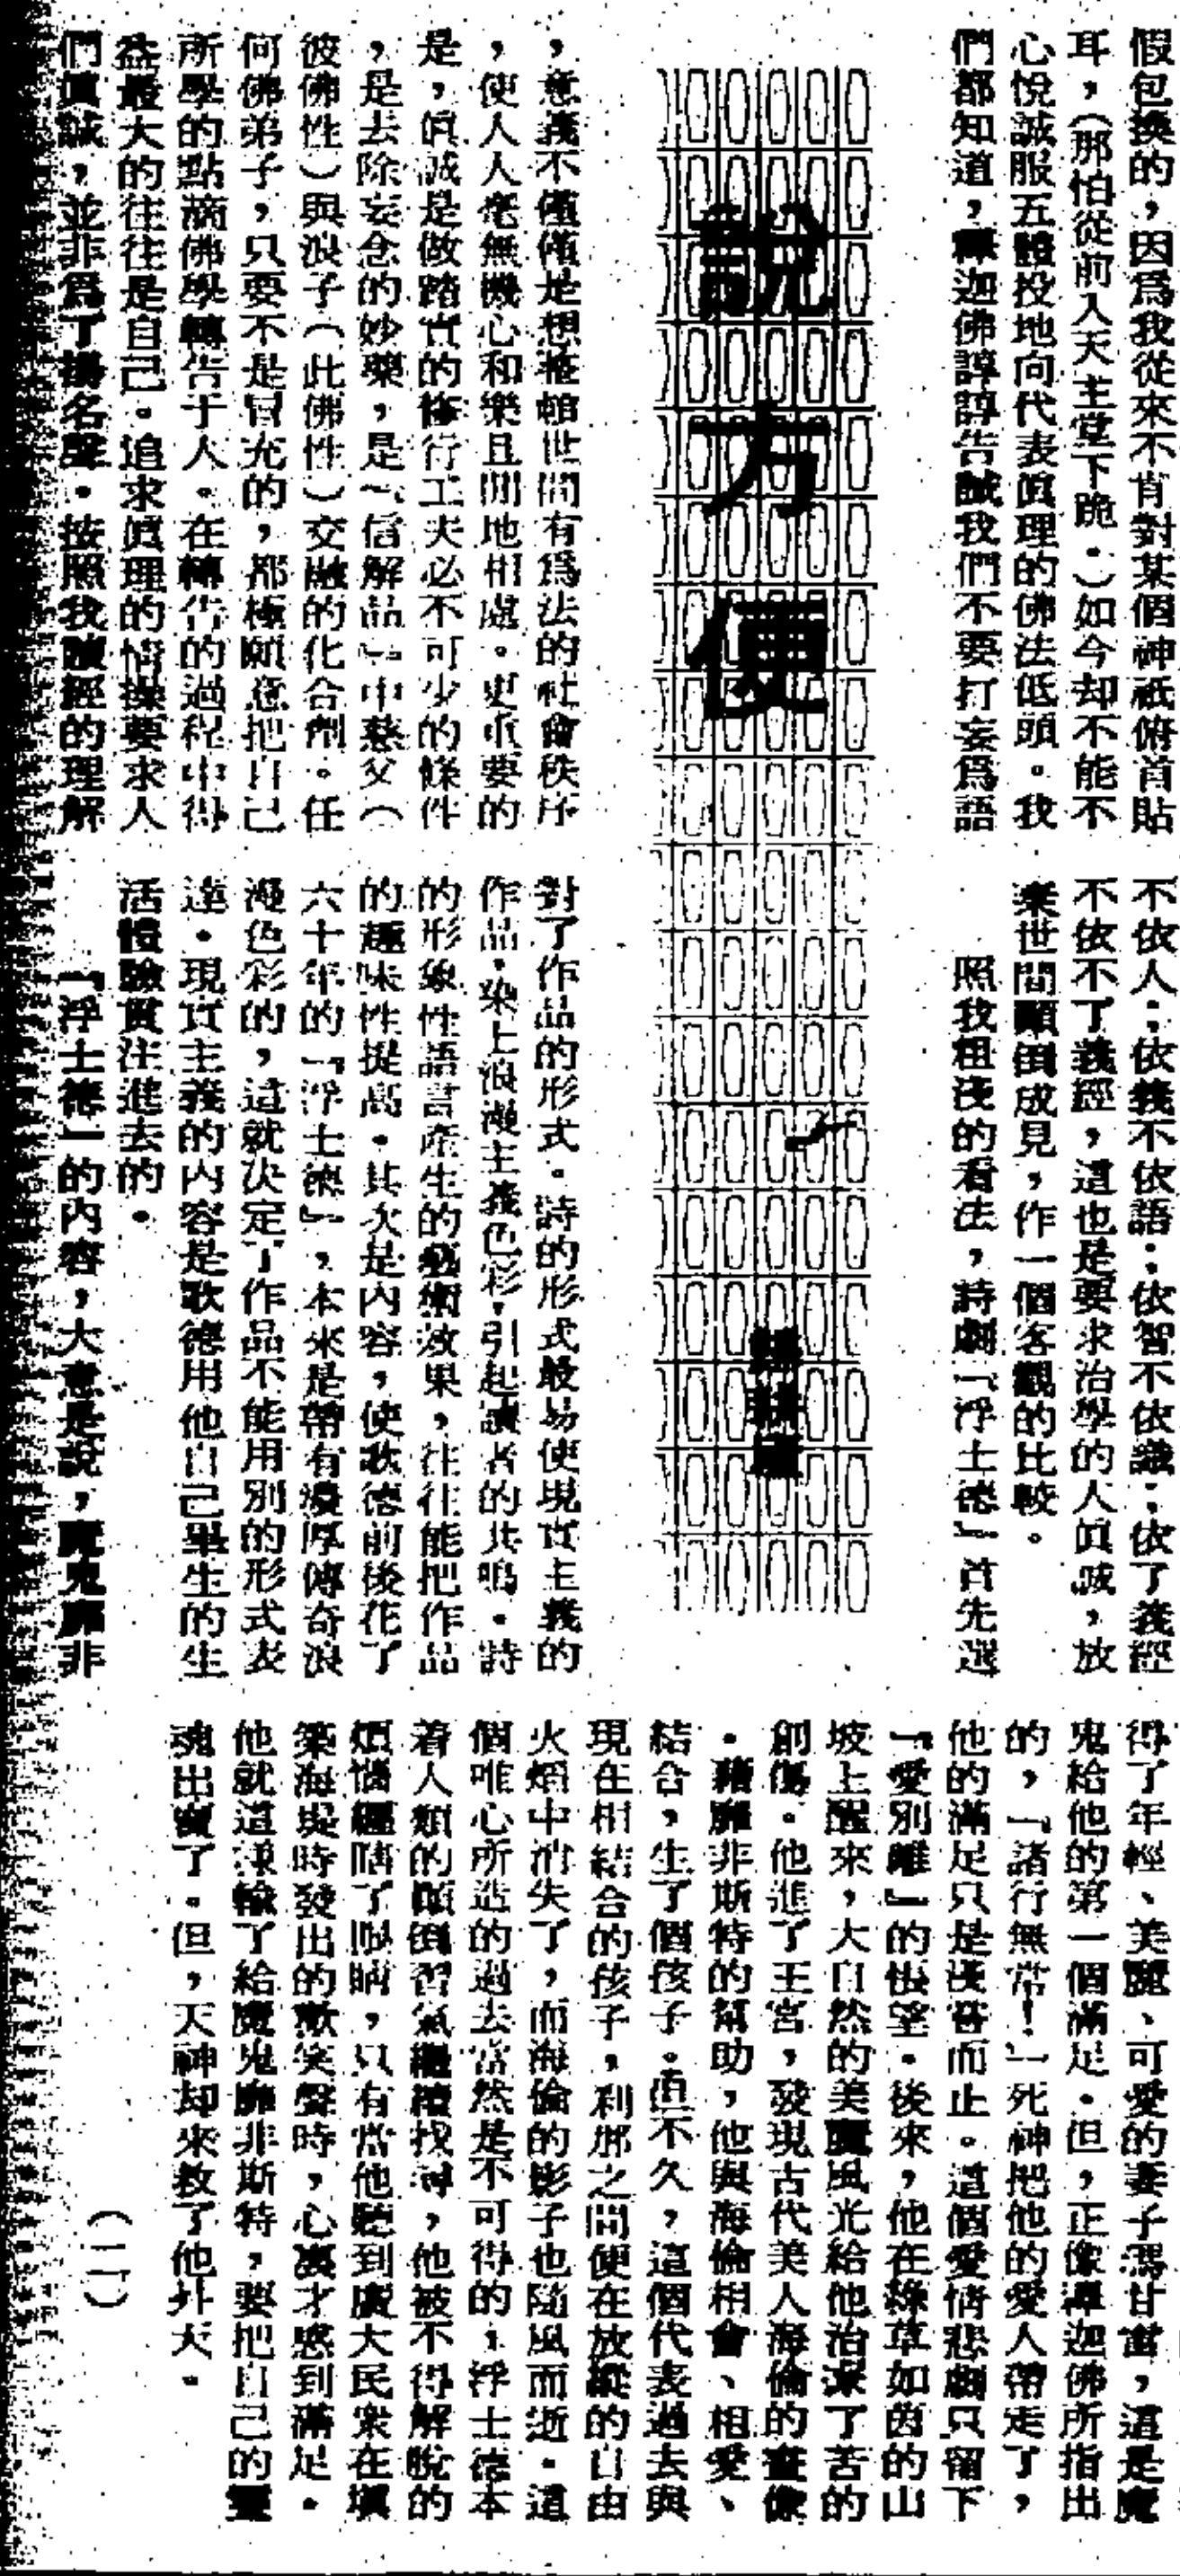 假包換的，因爲我從來不肯對某個神祇俯首貼
耳，（那怕從前入天主堂下跪。）如今却不能不
心悅誠服五體投地向代表眞理的佛法低頭。我
們都知道，釋迦佛諄諄告誡我們不要打妄爲語
說方便
，意義不僅僅是想維護世間有爲法的社會秩序
，使人人毫無機心和樂且閒地相處。更重要的
是，眞誠是做踏實的修行工夫必不可少的條件
，是去除妄念的妙藥，是「信解品」中慈父（
彼佛性）與浪子（此佛性）交融的化合劑。任
何佛弟子，只要不是冒充的，都極願意把自己
所學的點滴佛學轉告于人。在轉告的過程中得
益最大的往往是自己。追求眞理的情操要求人
們眞誠，並非爲了揚名聲。按照我讀經的理解
不依人；依義不依語；依智不依識；依了義經
不依不了義經，這也是要求治學的人眞誠，放
棄世間顚倒成見，作一個客觀的比較。
照我粗淺的看法，詩劇「浮士德」首先選
對了作品的形式。詩的形式最易使現實主義的
作品，染上浪漫主義色彩，引起讀者的共鳴。詩
的形象性語言產生的藝術效果，往往能把作品
的趣味性提高。其次是內容，使歌德前後花了
六十年的「浮士德」，本來是帶有濃厚傳奇浪
漫色彩的，這就決定了作品不能用別的形式表
達。現實主義的內容是歌德用他自己畢生的生
活體驗貫注進去的。
「浮士德」的內容，大意是說，魔鬼靡非
得了年輕、美麗、可愛的妻子瑪甘蕾，這是魔
鬼給他的第一個滿足。但，正像釋迦佛所指出
的，「諸行無常！」死神把他的愛人帶走了，
他的滿足只是淺嘗而止。這個愛情悲劇只留下
「愛別離」的悵望。後來，他在綠草如茵的山
坡上醒來，大自然的美麗風光給他治潔了苦的
創傷。他進了王宮，發現古代美人海倫的畫像
。藉靡非斯特的幫助，他與海倫相會、相愛、
結合，生了個孩子。但不久，這個代表過去與
現在相結合的孩子，刹那之間便在放縱的自由
火焰中消失了，而海倫的影子也隨風而逝。這
個唯心所造的過去當然是不可得的，浮士德本
着人類的顚倒習氣繼續找尋，他被不得解脫的
煩惱纏瞎了眼睛，只有當他聽到廣大民衆在塡
築海堤時發出的歡笑聲時，心裏才感到滿足。
他就這樣輸了給魔鬼靡非斯特，要把自己的靈
魂出賣了。但，天神却來救了他升天。
（二）